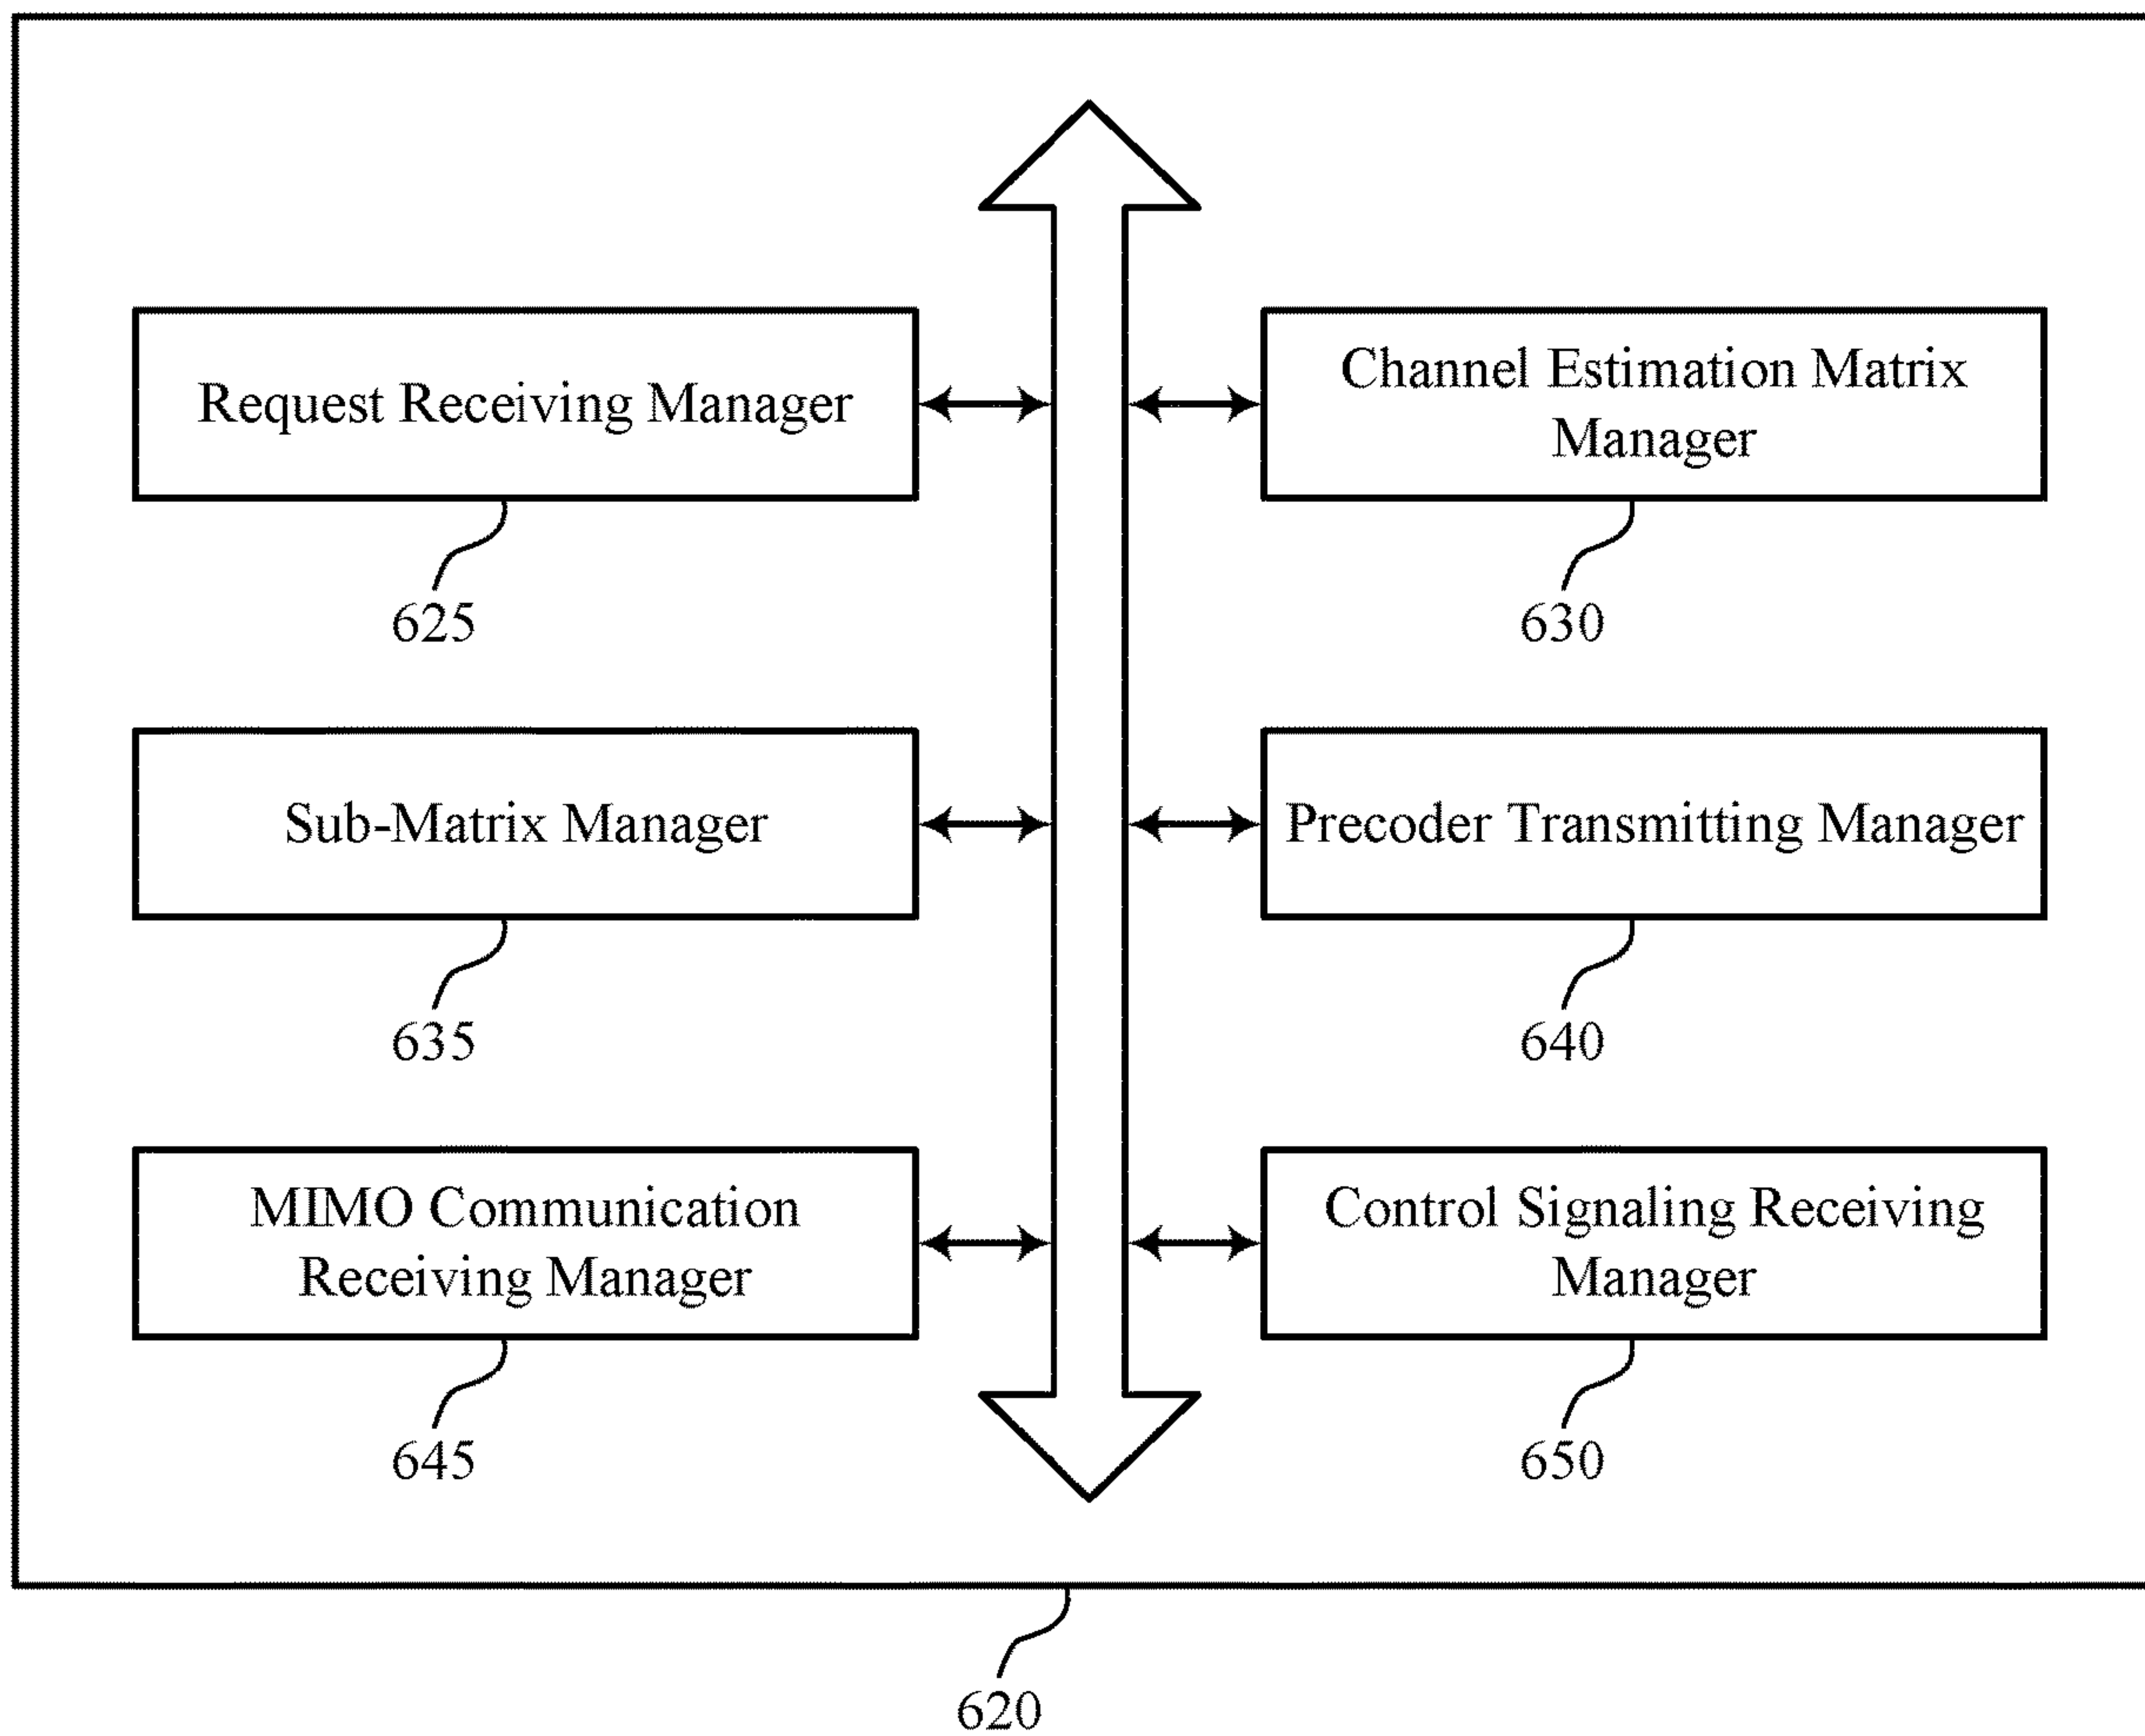 Request Receiving Manager
625
Channel Estimation Matrix
Manager
630
Sub-Matrix Manager
635
Precoder Transmitting Manager
640
MIMO Communication
Receiving Manager
645
Control Signaling Receiving
Manager
650
620